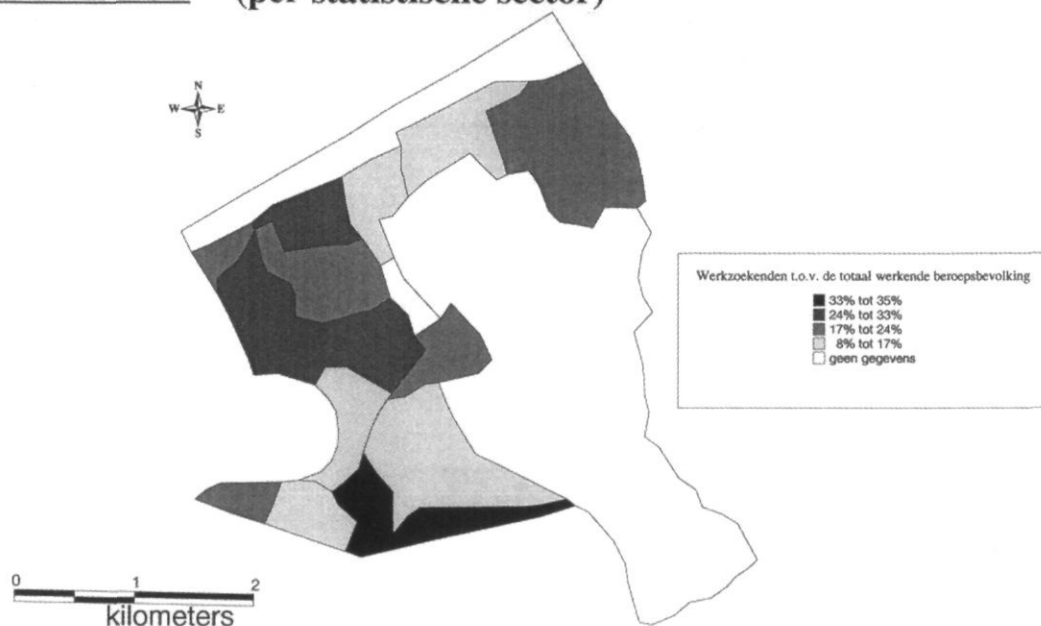 (per statistische sector)
N
W E
S
Werkzoekenden t.o.v. de totaal werkende beroepsbevolking
33% tot 35%
24% tot 33%
17% tot 24%
8% tot 17%
geen gegevens
0 1 2
kilometers